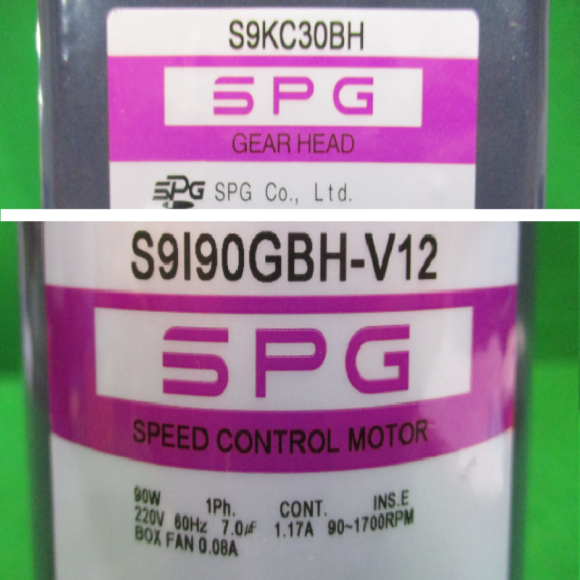 S9KC30BH
SPG
GEAR HEAD
SPG SPG Co., Ltd.
S9I90GBH-V12
SPG
SPEED CONTROL MOTOR
90W 1Ph. CONT. INS.E
220V 60Hz 7.0㎌ 1.17A 90~1700RPM
BOX FAN 0.08A